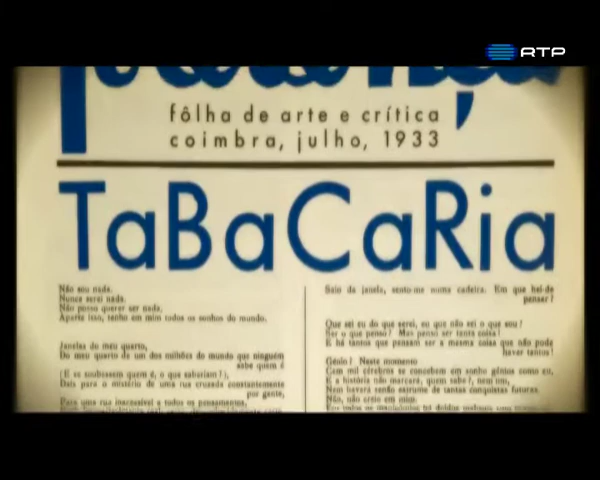 RTP
fôlha de arte e crítica
coimbra, julho, 1933
TaBaCaRia
Não sou nada.
Nunca serei nada.
Não posso querer ser nada.
Aparte isso, tenho em mim todos os sonhos do mundo.
Janelas do meu quarto,
Do meu quarto de um dos milhões do mundo que ninguém
sabe quem é
(E se soubessem quem é, o que saberiam?),
Dais para o mistério de uma rua cruzada constantemente
por gente,
Para uma rua inacessível a todos os pensamentos,
Saio da janela, sento-me numa cadeira. Em que hei-de
pensar?
Que sei eu do que serei, eu que não sei o que sou?
Ser o que penso? Mas penso ser tanta coisa!
E há tantos que pensam ser a mesma coisa que não pode
haver tantos!
Génio? Neste momento
Cem mil cérebros se concebem em sonho génios como eu,
E a história não marcará, quem sabe?, nem um,
Nem haverá senão estrume de tantas conquistas futuras.
Não, não creio em mim.